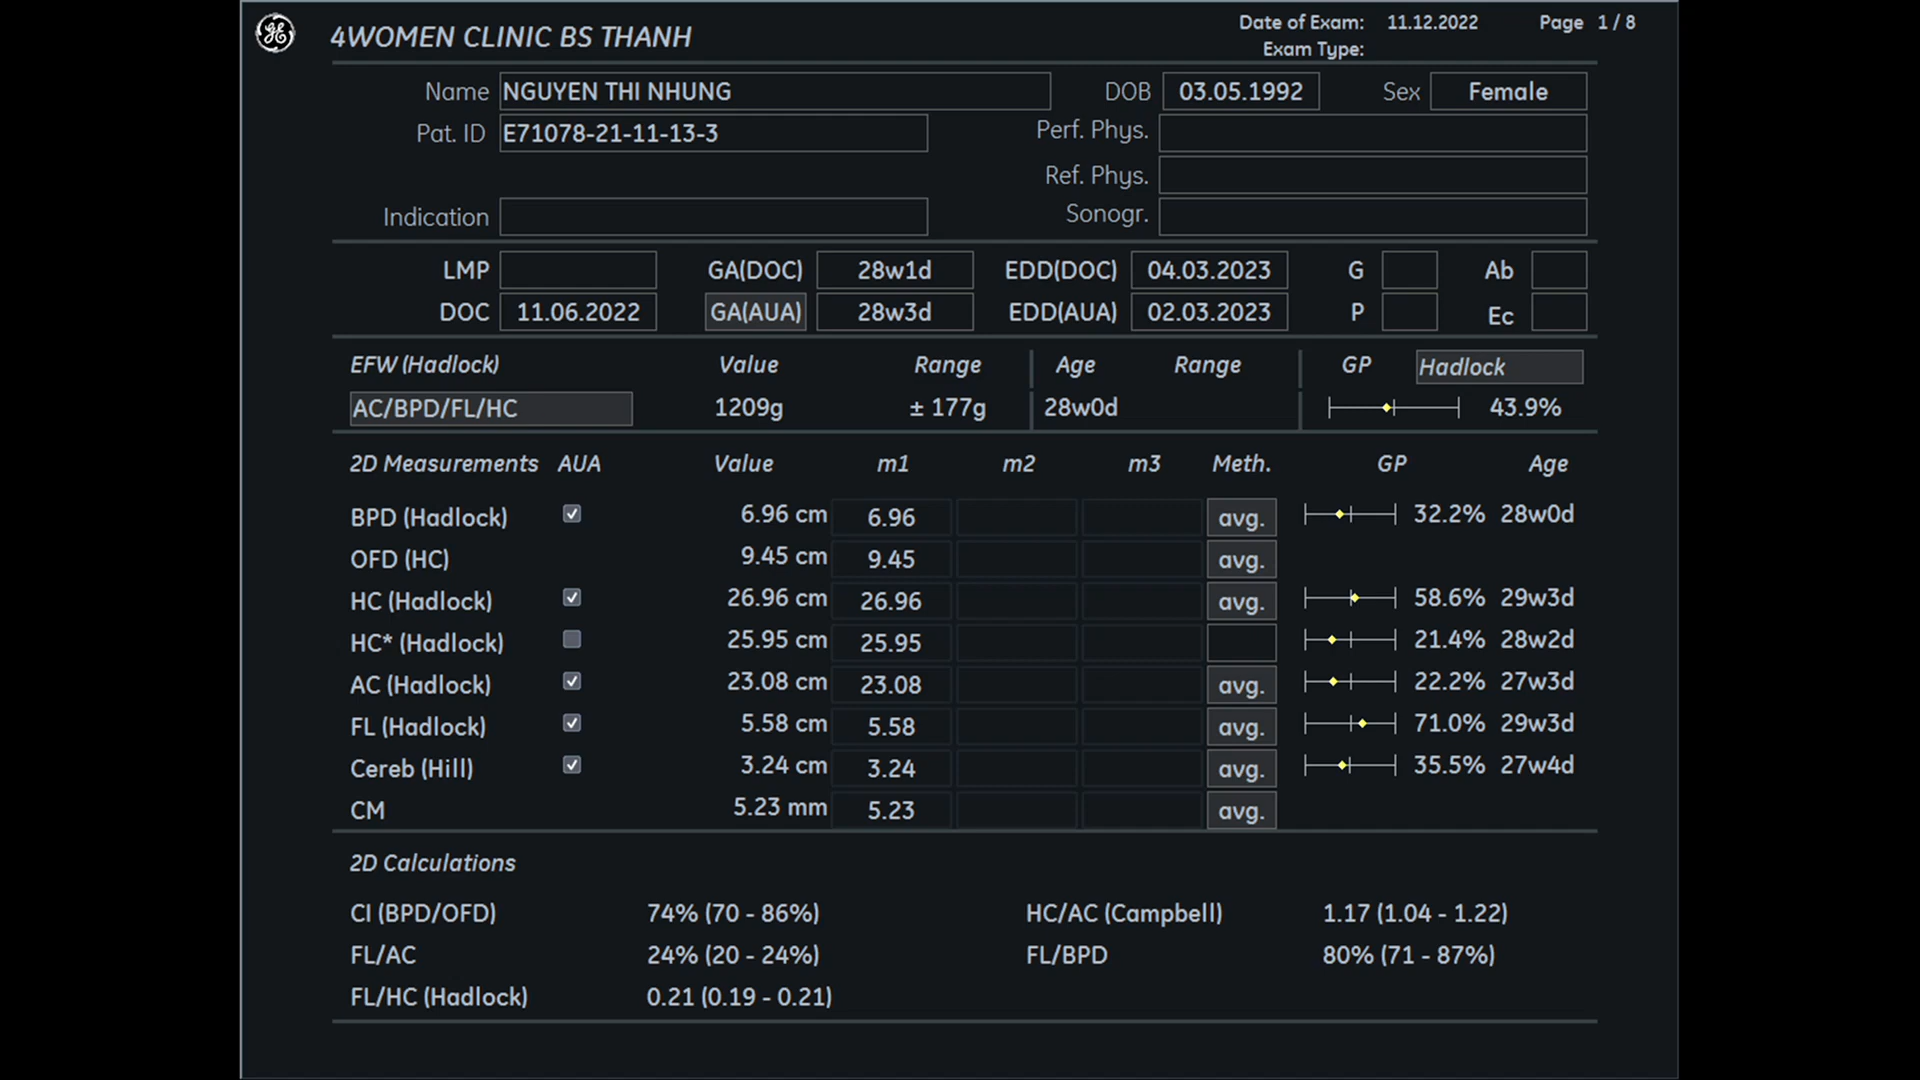 4WOMEN CLINIC BS THANH Date of Exam: 11.12.2022 Page 1 / 8
Exam Type:
Name NGUYEN THI NHUNG DOB 03.05.1992 Sex Female
Pat. ID E71078-21-11-13-3 Perf. Phys.
Ref. Phys.
Indication Sonogr.
LMP GA(DOC) 28w1d EDD(DOC) 04.03.2023 G Ab
DOC 11.06.2022 GA(AUA) 28w3d EDD(AUA) 02.03.2023 P Ec
EFW (Hadlock) Value Range Age Range GP Hadlock
AC/BPD/FL/HC 1209g ± 177g 28w0d 43.9%
2D Measurements AUA Value m1 m2 m3 Meth. GP Age
BPD (Hadlock) 6.96 cm 6.96 avg. 32.2% 28w0d
OFD (HC) 9.45 cm 9.45 avg.
HC (Hadlock) 26.96 cm 26.96 avg. 58.6% 29w3d
HC* (Hadlock) 25.95 cm 25.95 21.4% 28w2d
AC (Hadlock) 23.08 cm 23.08 avg. 22.2% 27w3d
FL (Hadlock) 5.58 cm 5.58 avg. 71.0% 29w3d
Cereb (Hill) 3.24 cm 3.24 avg. 35.5% 27w4d
CM 5.23 mm 5.23 avg.
2D Calculations
CI (BPD/OFD) 74% (70 - 86%) HC/AC (Campbell) 1.17 (1.04 - 1.22)
FL/AC 24% (20 - 24%) FL/BPD 80% (71 - 87%)
FL/HC (Hadlock) 0.21 (0.19 - 0.21)